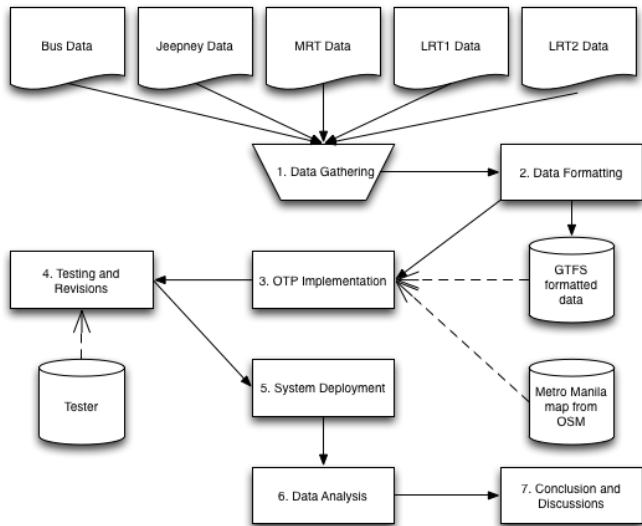 Bus Data
Jeepney Data
MRT Data
LRT1 Data
LRT2 Data
1. Data Gathering
2. Data Formatting
4. Testing and
Revisions
3. OTP Implementation
GTFS
formatted
data
Tester
5. System Deployment
Metro Manila
map from
OSM
6. Data Analysis
7. Conclusion and
Discussions